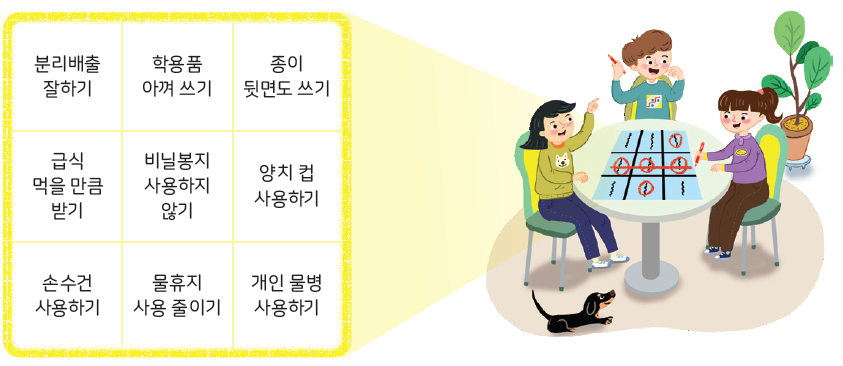 분리배출
잘하기
학용품
아껴 쓰기
종이
뒷면도 쓰기
급식
먹을 만큼
받기
비닐봉지
사용하지
않기
양치 컵
사용하기
손수건
사용하기
물휴지
사용 줄이기
개인 물병
사용하기